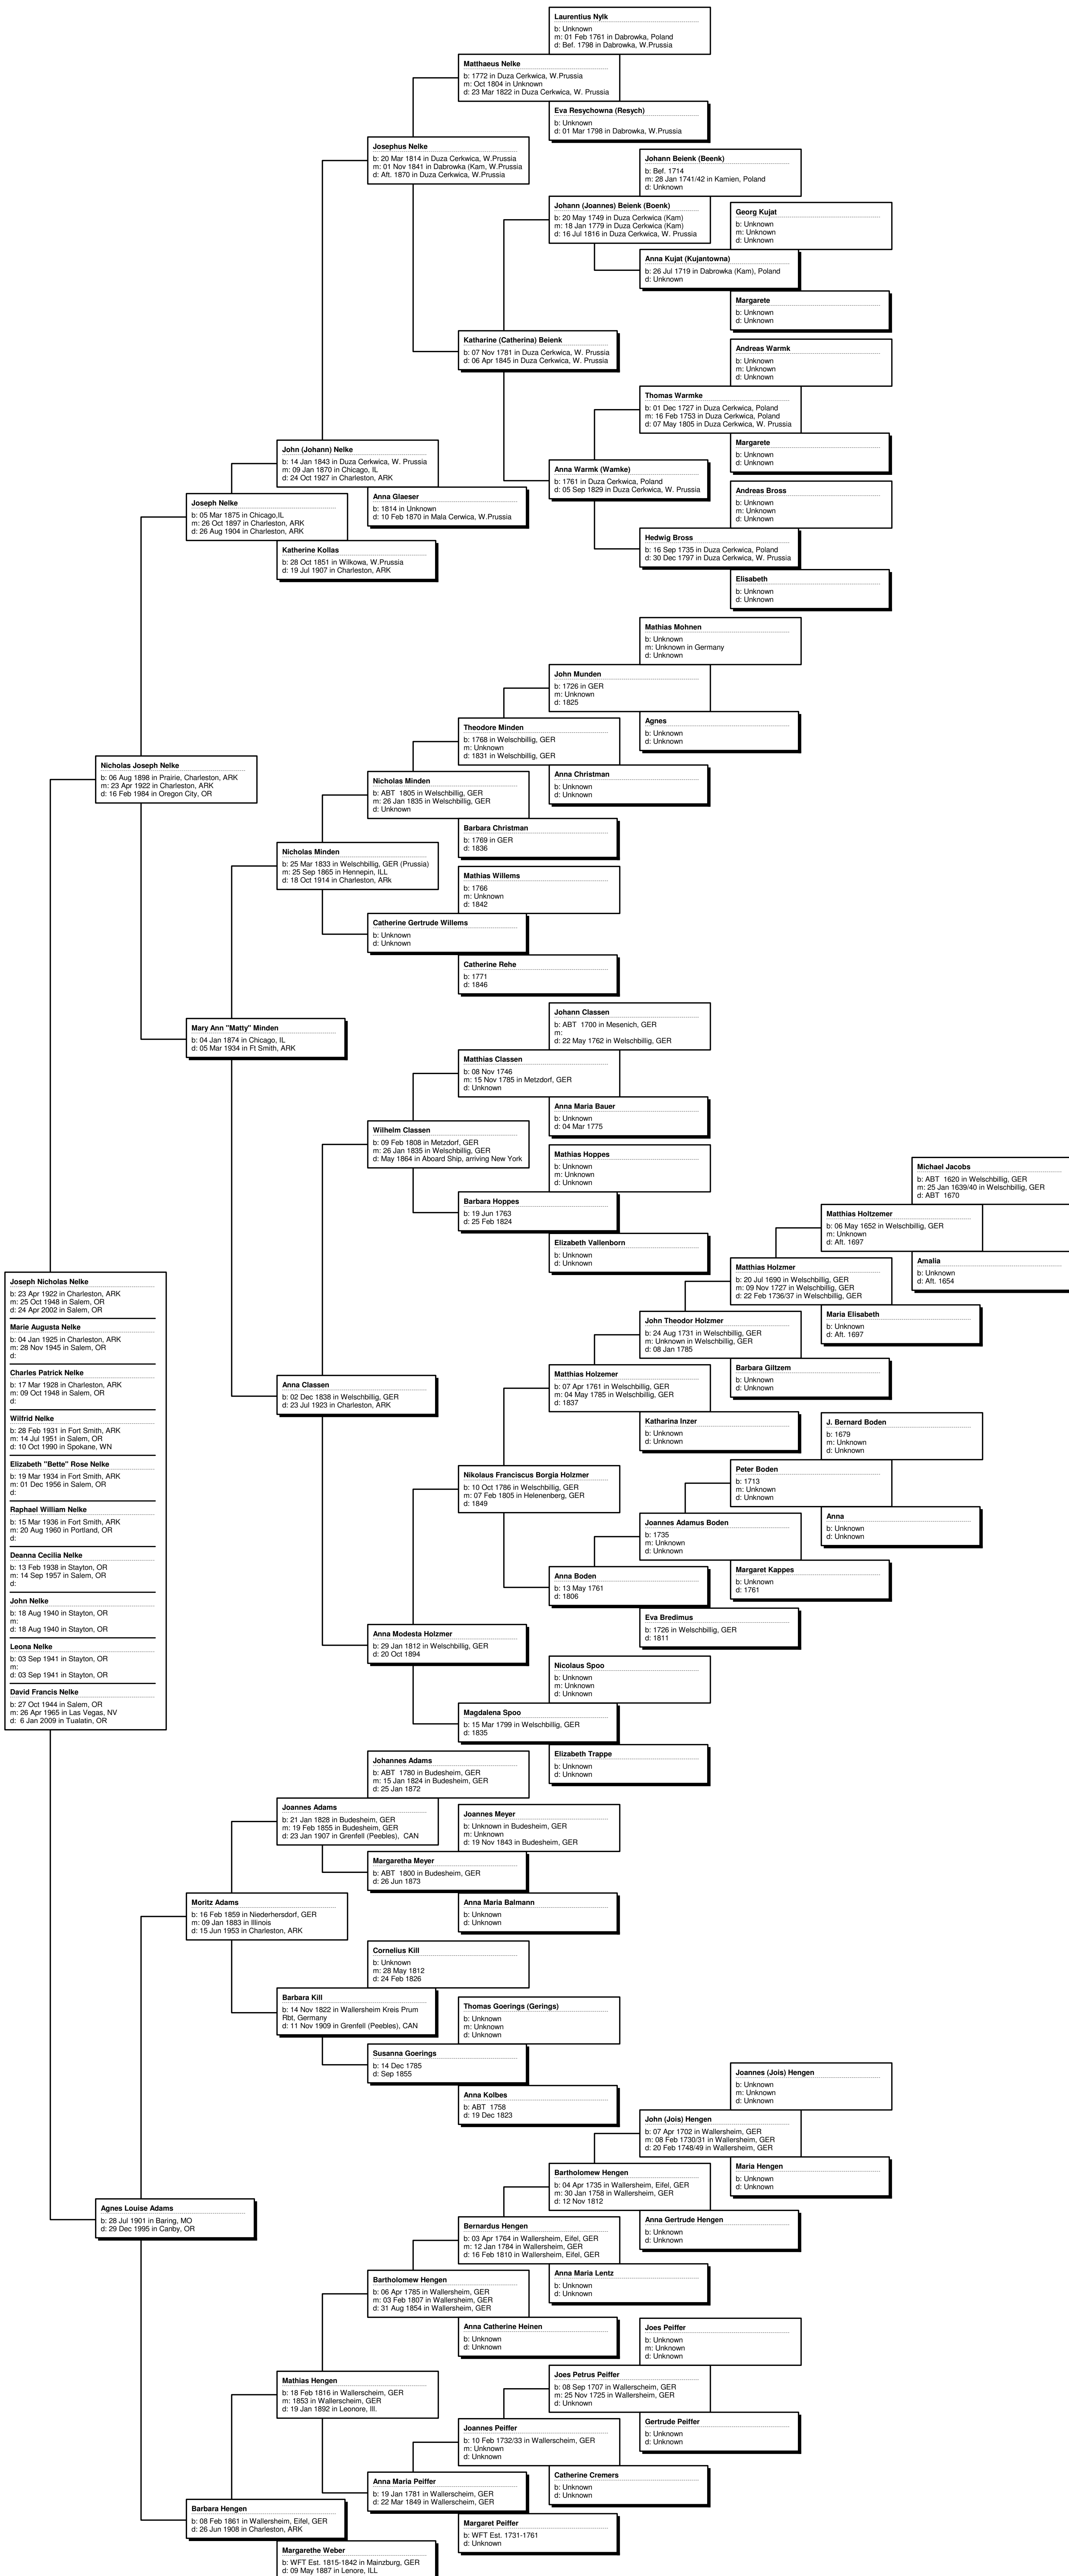 Laurentius Nylk
b: Unknown
m: 01 Feb 1761 in Dabrowka, Poland
d: Bef. 1798 in Dabrowka, W.Prussia
Matthaeus Nelke
b: 1772 in Duza Cerkwica, W.Prussia
m: Oct 1804 in Unknown
d: 23 Mar 1822 in Duza Cerkwica, W. Prussia
Eva Resychowna (Resych)
b: Unknown
d: 01 Mar 1798 in Dabrowka, W.Prussia
Josephus Nelke
b: 20 Mar 1814 in Duza Cerkwica, W.Prussia
m: 01 Nov 1841 in Dabrowka (Kam, W.Prussia
d: Aft. 1870 in Duza Cerkwica, W.Prussia
Johann Beienk (Beenk)
b: Bef. 1714
m: 28 Jan 1741/42 in Kamien, Poland
d: Unknown
Johann (Joannes) Beienk (Boenk)
b: 20 May 1749 in Duza Cerkwica (Kam)
m: 18 Jan 1779 in Duza Cerkwica (Kam)
d: 16 Jul 1816 in Duza Cerkwica, W. Prussia
Georg Kujat
b: Unknown
m: Unknown
d: Unknown
Anna Kujat (Kujantowna)
b: 26 Jul 1719 in Dabrowka (Kam), Poland
d: Unknown
Margarete
b: Unknown
d: Unknown
Katharine (Catherina) Beienk
b: 07 Nov 1781 in Duza Cerkwica, W. Prussia
d: 06 Apr 1845 in Duza Cerkwica, W. Prussia
Andreas Warmk
b: Unknown
m: Unknown
d: Unknown
Thomas Warmke
b: 01 Dec 1727 in Duza Cerkwica, Poland
m: 16 Feb 1753 in Duza Cerkwica, Poland
d: 07 May 1805 in Duza Cerkwica, W. Prussia
Margarete
b: Unknown
d: Unknown
John (Johann) Nelke
b: 14 Jan 1843 in Duza Cerkwica, W. Prussia
m: 09 Jan 1870 in Chicago, IL
d: 24 Oct 1927 in Charleston, ARK
Anna Warmk (Wamke)
b: 1761 in Duza Cerkwica, Poland
d: 05 Sep 1829 in Duza Cerkwica, W. Prussia
Anna Glaeser
b: 1814 in Unknown
d: 10 Feb 1870 in Mala Cerwica, W.Prussia
Andreas Bross
b: Unknown
m: Unknown
d: Unknown
Joseph Nelke
b: 05 Mar 1875 in Chicago,IL
m: 26 Oct 1897 in Charleston, ARK
d: 26 Aug 1904 in Charleston, ARK
Hedwig Bross
b: 16 Sep 1735 in Duza Cerkwica, Poland
d: 30 Dec 1797 in Duza Cerkwica, W. Prussia
Katherine Kollas
b: 28 Oct 1851 in Wilkowa, W.Prussia
d: 19 Jul 1907 in Charleston, ARK
Elisabeth
b: Unknown
d: Unknown
Mathias Mohnen
b: Unknown
m: Unknown in Germany
d: Unknown
John Munden
b: 1726 in GER
m: Unknown
d: 1825
Agnes
b: Unknown
d: Unknown
Theodore Minden
b: 1768 in Welschbillig, GER
m: Unknown
d: 1831 in Welschbillig, GER
Nicholas Joseph Nelke
b: 06 Aug 1898 in Prairie, Charleston, ARK
m: 23 Apr 1922 in Charleston, ARK
d: 16 Feb 1984 in Oregon City, OR
Anna Christman
b: Unknown
d: Unknown
Nicholas Minden
b: ABT 1805 in Welschbillig, GER
m: 26 Jan 1835 in Welschbillig, GER
d: Unknown
Barbara Christman
b: 1769 in GER
d: 1836
Nicholas Minden
b: 25 Mar 1833 in Welschbillig, GER (Prussia)
m: 25 Sep 1865 in Hennepin, ILL
d: 18 Oct 1914 in Charleston, ARk
Mathias Willems
b: 1766
m: Unknown
d: 1842
Catherine Gertrude Willems
b: Unknown
d: Unknown
Catherine Rehe
b: 1771
d: 1846
Mary Ann "Matty" Minden
b: 04 Jan 1874 in Chicago, IL
d: 05 Mar 1934 in Ft Smith, ARK
Johann Classen
b: ABT 1700 in Mesenich, GER
m:
d: 22 May 1762 in Welschbillig, GER
Matthias Classen
b: 08 Nov 1746
m: 15 Nov 1785 in Metzdorf, GER
d: Unknown
Anna Maria Bauer
b: Unknown
d: 04 Mar 1775
Wilhelm Classen
b: 09 Feb 1808 in Metzdorf, GER
m: 26 Jan 1835 in Welschbillig, GER
d: May 1864 in Aboard Ship, arriving New York
Mathias Hoppes
b: Unknown
m: Unknown
d: Unknown
Barbara Hoppes
b: 19 Jun 1763
d: 25 Feb 1824
Elizabeth Vallenborn
b: Unknown
d: Unknown
Michael Jacobs
b: ABT 1620 in Welschbillig, GER
m: 25 Jan 1639/40 in Welschbillig, GER
d: ABT 1670
Matthias Holtzemer
b: 06 May 1652 in Welschbillig, GER
m: Unknown
d: Aft. 1697
Amalia
b: Unknown
d: Aft. 1654
Matthias Holzmer
b: 20 Jul 1690 in Welschbillig, GER
m: 09 Nov 1727 in Welschbillig, GER
d: 22 Feb 1736/37 in Welschbillig, GER
Maria Elisabeth
b: Unknown
d: Aft. 1697
John Theodor Holzmer
b: 24 Aug 1731 in Welschbillig, GER
m: Unknown in Welschbillig, GER
d: 08 Jan 1785
Barbara Giltzem
b: Unknown
d: Unknown
Matthias Holzemer
b: 07 Apr 1761 in Welschbillig, GER
m: 04 May 1785 in Welschbillig, GER
d: 1837
Katharina Inzer
b: Unknown
d: Unknown
Anna Classen
b: 02 Dec 1838 in Welschbillig, GER
d: 23 Jul 1923 in Charleston, ARK
J. Bernard Boden
b: 1679
m: Unknown
d: Unknown
Peter Boden
b: 1713
m: Unknown
d: Unknown
Anna
b: Unknown
d: Unknown
Nikolaus Franciscus Borgia Holzmer
b: 10 Oct 1786 in Welschbillig, GER
m: 07 Feb 1805 in Helenenberg, GER
d: 1849
Joannes Adamus Boden
b: 1735
m: Unknown
d: Unknown
Margaret Kappes
b: Unknown
d: 1761
Anna Boden
b: 13 May 1761
d: 1806
Eva Bredimus
b: 1726 in Welschbillig, GER
d: 1811
Anna Modesta Holzmer
b: 29 Jan 1812 in Welschbillig, GER
d: 20 Oct 1894
Nicolaus Spoo
b: Unknown
m: Unknown
d: Unknown
Magdalena Spoo
b: 15 Mar 1799 in Welschbillig, GER
d: 1835
Elizabeth Trappe
b: Unknown
d: Unknown
Joseph Nicholas Nelke
b: 23 Apr 1922 in Charleston, ARK
m: 25 Oct 1948 in Salem, OR
d: 24 Apr 2002 in Salem, OR
Marie Augusta Nelke
b: 04 Jan 1925 in Charleston, ARK
m: 28 Nov 1945 in Salem, OR
d:
Charles Patrick Nelke
b: 17 Mar 1928 in Charleston, ARK
m: 09 Oct 1948 in Salem, OR
d:
Wilfrid Nelke
b: 28 Feb 1931 in Fort Smith, ARK
m: 14 Jul 1951 in Salem, OR
d: 10 Oct 1990 in Spokane, WN
Elizabeth "Bette" Rose Nelke
b: 19 Mar 1934 in Fort Smith, ARK
m: 01 Dec 1956 in Salem, OR
d:
Raphael William Nelke
b: 15 Mar 1936 in Fort Smith, ARK
m: 20 Aug 1960 in Portland, OR
d:
Deanna Cecilia Nelke
b: 13 Feb 1938 in Stayton, OR
m: 14 Sep 1957 in Salem, OR
d:
John Nelke
b: 18 Aug 1940 in Stayton, OR
m:
d: 18 Aug 1940 in Stayton, OR
Leona Nelke
b: 03 Sep 1941 in Stayton, OR
m:
d: 03 Sep 1941 in Stayton, OR
David Francis Nelke
b: 27 Oct 1944 in Salem, OR
m: 26 Apr 1965 in Las Vegas, NV
d: 6 Jan 2009 in Tualatin, OR
Johannes Adams
b: ABT 1780 in Budesheim, GER
m: 15 Jan 1824 in Budesheim, GER
d: 25 Jan 1872
Joannes Adams
b: 21 Jan 1828 in Budesheim, GER
m: 19 Feb 1855 in Budesheim, GER
d: 23 Jan 1907 in Grenfell (Peebles), CAN
Joannes Meyer
b: Unknown in Budesheim, GER
m: Unknown
d: 19 Nov 1843 in Budesheim, GER
Margaretha Meyer
b: ABT 1800 in Budesheim, GER
d: 26 Jun 1873
Anna Maria Balmann
b: Unknown
d: Unknown
Moritz Adams
b: 16 Feb 1859 in Niederhersdorf, GER
m: 09 Jan 1883 in Illinois
d: 15 Jun 1953 in Charleston, ARK
Cornelius Kill
b: Unknown
m: 28 May 1812
d: 24 Feb 1826
Barbara Kill
b: 14 Nov 1822 in Wallersheim Kreis Prum
Rbt, Germany
d: 11 Nov 1909 in Grenfell (Peebles), CAN
Thomas Goerings (Gerings)
b: Unknown
m: Unknown
d: Unknown
Susanna Goerings
b: 14 Dec 1785
d: Sep 1855
Anna Kolbes
b: ABT 1758
d: 19 Dec 1823
Joannes (Jois) Hengen
b: Unknown
m: Unknown
d: Unknown
John (Jois) Hengen
b: 07 Apr 1702 in Wallersheim, GER
m: 08 Feb 1730/31 in Wallersheim, GER
d: 20 Feb 1748/49 in Wallersheim, GER
Maria Hengen
b: Unknown
d: Unknown
Bartholomew Hengen
b: 04 Apr 1735 in Wallersheim, Eifel, GER
m: 30 Jan 1758 in Wallersheim, GER
d: 12 Nov 1812
Agnes Louise Adams
b: 28 Jul 1901 in Baring, MO
d: 29 Dec 1995 in Canby, OR
Anna Gertrude Hengen
b: Unknown
d: Unknown
Bernardus Hengen
b: 03 Apr 1764 in Wallersheim, Eifel, GER
m: 12 Jan 1784 in Wallersheim, GER
d: 16 Feb 1810 in Wallersheim, Eifel, GER
Anna Maria Lentz
b: Unknown
d: Unknown
Bartholomew Hengen
b: 06 Apr 1785 in Wallersheim, GER
m: 03 Feb 1807 in Wallersheim, GER
d: 31 Aug 1854 in Wallersheim, GER
Anna Catherine Heinen
b: Unknown
d: Unknown
Joes Peiffer
b: Unknown
m: Unknown
d: Unknown
Mathias Hengen
b: 18 Feb 1816 in Wallerscheim, GER
m: 1853 in Wallerscheim, GER
d: 19 Jan 1892 in Leonore, Ill.
Joes Petrus Peiffer
b: 08 Sep 1707 in Wallerscheim, GER
m: 25 Nov 1725 in Wallersheim, GER
d: Unknown
Gertrude Peiffer
b: Unknown
d: Unknown
Joannes Peiffer
b: 10 Feb 1732/33 in Wallerscheim, GER
m: Unknown
d: Unknown
Catherine Cremers
b: Unknown
d: Unknown
Anna Maria Peiffer
b: 19 Jan 1781 in Wallerscheim, GER
d: 22 Mar 1849 in Wallerscheim, GER
Barbara Hengen
b: 08 Feb 1861 in Wallersheim, Eifel, GER
d: 26 Jun 1908 in Charleston, ARK
Margaret Peiffer
b: WFT Est. 1731-1761
d: Unknown
Margarethe Weber
b: WFT Est. 1815-1842 in Mainzburg, GER
d: 09 May 1887 in Lenore, ILL